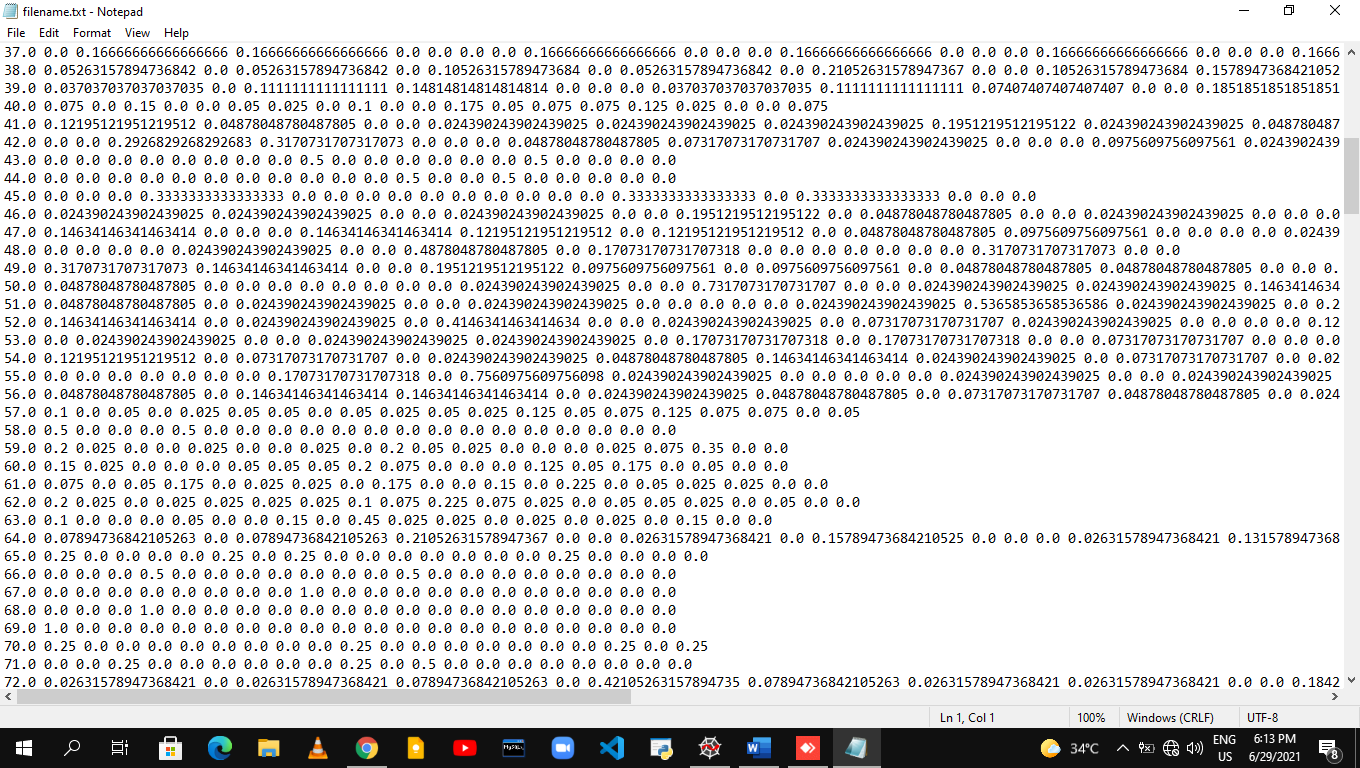 filename.txt - Notepad
File Edit Format View Help
37.0 0.0 0.16666666666666666 0.16666666666666666 0.0 0.0 0.0 0.0 0.16666666666666666 0.0 0.0 0.0 0.16666666666666666 0.0 0.0 0.0 0.16666666666666666 0.0 0.0 0.0 0.1666
38.0 0.05263157894736842 0.0 0.05263157894736842 0.0 0.10526315789473684 0.0 0.05263157894736842 0.0 0.21052631578947367 0.0 0.0 0.10526315789473684 0.1578947368421052
39.0 0.037037037037037035 0.0 0.1111111111111111 0.14814814814814814 0.0 0.0 0.0 0.037037037037037035 0.1111111111111111 0.07407407407407407 0.0 0.0 0.1851851851851851
40.0 0.075 0.0 0.15 0.0 0.0 0.05 0.025 0.0 0.1 0.0 0.0 0.175 0.05 0.075 0.075 0.125 0.025 0.0 0.0 0.075
41.0 0.12195121951219512 0.04878048780487805 0.0 0.0 0.024390243902439025 0.024390243902439025 0.024390243902439025 0.1951219512195122 0.024390243902439025 0.048780487
42.0 0.0 0.0 0.2926829268292683 0.3170731707317073 0.0 0.0 0.0 0.04878048780487805 0.07317073170731707 0.024390243902439025 0.0 0.0 0.0 0.0 0.0975609756097561 0.0243902439
43.0 0.0 0.0 0.0 0.0 0.0 0.0 0.0 0.0 0.5 0.0 0.0 0.0 0.0 0.0 0.0 0.5 0.0 0.0 0.0 0.0
44.0 0.0 0.0 0.0 0.0 0.0 0.0 0.0 0.0 0.0 0.0 0.0 0.5 0.0 0.0 0.5 0.0 0.0 0.0 0.0 0.0
45.0 0.0 0.0 0.0 0.3333333333333333 0.0 0.0 0.0 0.0 0.0 0.0 0.0 0.0 0.0 0.0 0.3333333333333333 0.0 0.3333333333333333 0.0 0.0 0.0
46.0 0.024390243902439025 0.024390243902439025 0.0 0.0 0.024390243902439025 0.0 0.0 0.1951219512195122 0.0 0.04878048780487805 0.0 0.0 0.024390243902439025 0.0 0.0 0.0
47.0 0.14634146341463414 0.0 0.0 0.0 0.14634146341463414 0.12195121951219512 0.0 0.12195121951219512 0.0 0.04878048780487805 0.0975609756097561 0.0 0.0 0.0 0.0 0.02439
48.0 0.0 0.0 0.0 0.0 0.024390243902439025 0.0 0.0 0.4878048780487805 0.0 0.17073170731707318 0.0 0.0 0.0 0.0 0.0 0.0 0.0 0.3170731707317073 0.0 0.0
49.0 0.3170731707317073 0.14634146341463414 0.0 0.0 0.1951219512195122 0.0975609756097561 0.0 0.0975609756097561 0.0 0.04878048780487805 0.04878048780487805 0.0 0.0 0.
50.0 0.04878048780487805 0.0 0.0 0.0 0.0 0.0 0.0 0.0 0.024390243902439025 0.0 0.0 0.7317073170731707 0.0 0.0 0.024390243902439025 0.024390243902439025 0.1463414634
51.0 0.04878048780487805 0.0 0.024390243902439025 0.0 0.0 0.024390243902439025 0.0 0.0 0.0 0.0 0.0 0.024390243902439025 0.5365853658536586 0.024390243902439025 0.0 0.2
52.0 0.14634146341463414 0.0 0.024390243902439025 0.0 0.4146341463414634 0.0 0.0 0.024390243902439025 0.0 0.07317073170731707 0.024390243902439025 0.0 0.0 0.0 0.0 0.12
53.0 0.0 0.024390243902439025 0.0 0.0 0.024390243902439025 0.0 0.17073170731707318 0.0 0.17073170731707318 0.0 0.0 0.07317073170731707 0.0 0.0 0.0
54.0 0.12195121951219512 0.0 0.07317073170731707 0.0 0.024390243902439025 0.04878048780487805 0.14634146341463414 0.024390243902439025 0.0 0.07317073170731707 0.0 0.02
55.0 0.0 0.0 0.0 0.0 0.0 0.0 0.17073170731707318 0.0 0.7560975609756098 0.024390243902439025 0.0 0.0 0.0 0.0 0.0 0.024390243902439025 0.0 0.0 0.024390243902439025
56.0 0.04878048780487805 0.0 0.14634146341463414 0.14634146341463414 0.0 0.024390243902439025 0.04878048780487805 0.0 0.07317073170731707 0.04878048780487805 0.0 0.024
57.0 0.1 0.0 0.05 0.0 0.025 0.05 0.05 0.0 0.05 0.025 0.05 0.025 0.125 0.05 0.075 0.125 0.075 0.075 0.0 0.05
58.0 0.5 0.0 0.0 0.0 0.5 0.0 0.0 0.0 0.0 0.0 0.0 0.0 0.0 0.0 0.0 0.0 0.0 0.0 0.0 0.0
59.0 0.2 0.025 0.0 0.0 0.025 0.0 0.0 0.025 0.0 0.2 0.05 0.025 0.0 0.0 0.0 0.025 0.075 0.35 0.0 0.0
60.0 0.15 0.025 0.0 0.0 0.0 0.05 0.05 0.05 0.2 0.075 0.0 0.0 0.0 0.125 0.05 0.175 0.0 0.05 0.0 0.0
61.0 0.075 0.0 0.05 0.175 0.0 0.025 0.025 0.0 0.175 0.0 0.0 0.15 0.0 0.225 0.0 0.05 0.025 0.025 0.0 0.0
62.0 0.2 0.025 0.0 0.025 0.025 0.025 0.025 0.1 0.075 0.225 0.075 0.025 0.0 0.05 0.05 0.025 0.0 0.05 0.0 0.0
63.0 0.1 0.0 0.0 0.0 0.05 0.0 0.0 0.15 0.0 0.45 0.025 0.025 0.0 0.025 0.0 0.025 0.0 0.15 0.0 0.0
64.0 0.07894736842105263 0.0 0.07894736842105263 0.21052631578947367 0.0 0.0 0.02631578947368421 0.0 0.15789473684210525 0.0 0.0 0.0 0.02631578947368421 0.131578947368
65.0 0.25 0.0 0.0 0.0 0.0 0.25 0.0 0.25 0.0 0.0 0.0 0.0 0.0 0.0 0.0 0.25 0.0 0.0 0.0 0.0
66.0 0.0 0.0 0.0 0.5 0.0 0.0 0.0 0.0 0.0 0.0 0.0 0.5 0.0 0.0 0.0 0.0 0.0 0.0 0.0 0.0
67.0 0.0 0.0 0.0 0.0 0.0 0.0 0.0 0.0 1.0 0.0 0.0 0.0 0.0 0.0 0.0 0.0 0.0 0.0 0.0 0.0
68.0 0.0 0.0 0.0 1.0 0.0 0.0 0.0 0.0 0.0 0.0 0.0 0.0 0.0 0.0 0.0 0.0 0.0 0.0 0.0 0.0
69.0 1.0 0.0 0.0 0.0 0.0 0.0 0.0 0.0 0.0 0.0 0.0 0.0 0.0 0.0 0.0 0.0 0.0 0.0 0.0 0.0
70.0 0.25 0.0 0.0 0.0 0.0 0.0 0.0 0.0 0.0 0.25 0.0 0.0 0.0 0.0 0.0 0.0 0.25 0.0 0.0 0.25
71.0 0.0 0.0 0.25 0.0 0.0 0.0 0.0 0.0 0.0 0.25 0.0 0.5 0.0 0.0 0.0 0.0 0.0 0.0 0.0 0.0
72.0 0.02631578947368421 0.0 0.02631578947368421 0.07894736842105263 0.0 0.4210526315789473​5 0.07894736842105263 0.02631578947368421 0.02631578947368421 0.0 0.0 0.1842
Ln 1, Col 1 100% Windows (CRLF) UTF-8
34°C ENG 6:13 PM
US 6/29/2021 8